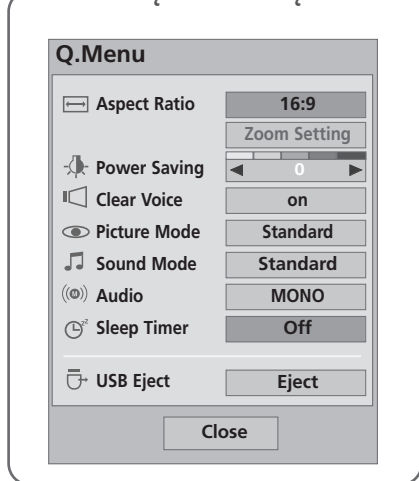 Q.Menu
Aspect Ratio 16:9
Zoom Setting
Power Saving 0
Clear Voice on
Picture Mode Standard
Sound Mode Standard
Audio MONO
Sleep Timer Off
USB Eject Eject
Close